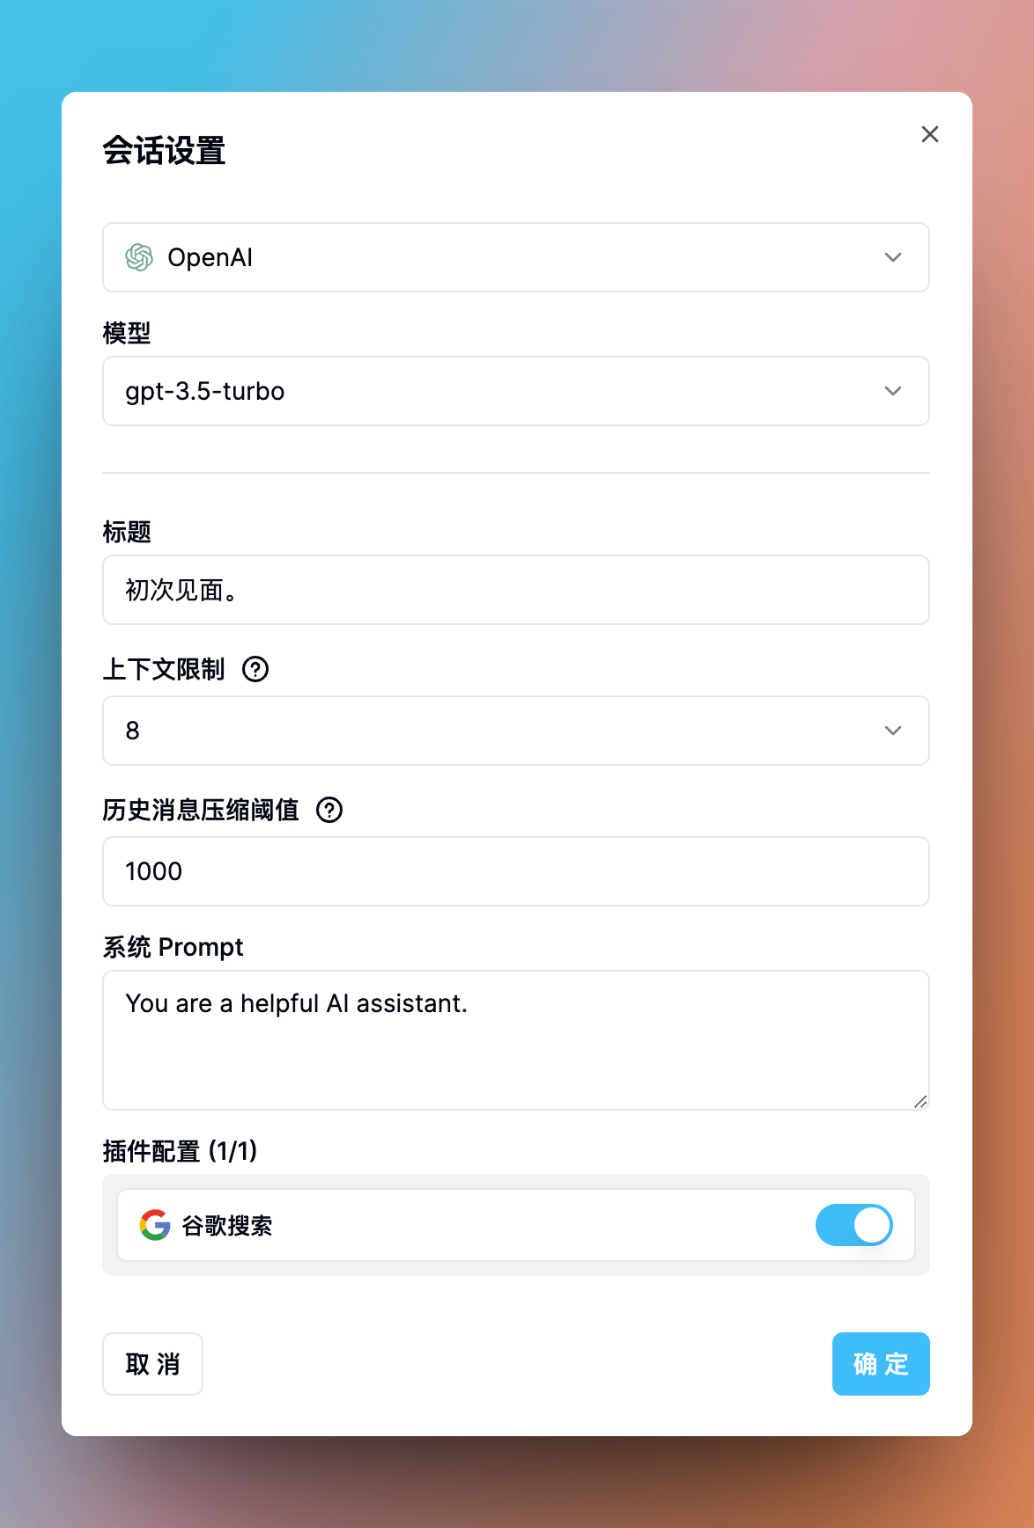 会话设置
OpenAI
模型
gpt-3.5-turbo
标题
初次见面。
上下文限制 ?
8
历史消息压缩阈值 ?
1000
系统 Prompt
You are a helpful AI assistant.
插件配置 (1/1)
谷歌搜索
取 消
确 定